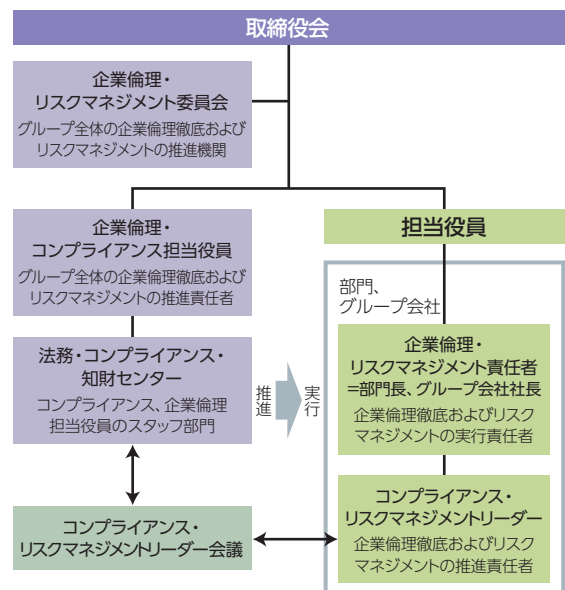 取締役会
企業倫理・
リスクマネジメント委員会
グループ全体の企業倫理徹底および
リスクマネジメントの推進機関
企業倫理・
コンプライアンス担当役員
グループ全体の企業倫理徹底および
リスクマネジメントの推進責任者
法務・コンプライアンス・
知財センター
コンプライアンス、企業倫理
担当役員のスタッフ部門
コンプライアンス・
リスクマネジメントリーダー会議
推進
実行
担当役員
部門、
グループ会社
企業倫理・
リスクマネジメント責任者
=部門長、グループ会社社長
企業倫理徹底およびリスク
マネジメントの実行責任者
コンプライアンス・
リスクマネジメントリーダー
企業倫理徹底およびリスク
マネジメントの推進責任者